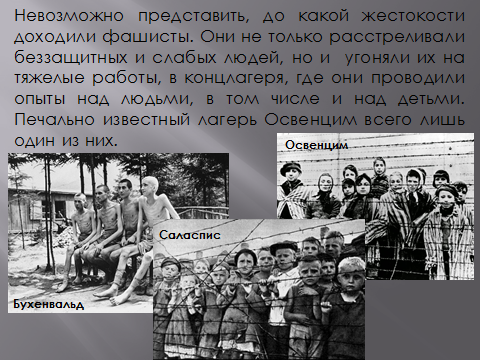 Невозможно представить, до какой жестокости
доходили фашисты. Они не только расстреливали
беззащитных и слабых людей, но и угоняли их на
тяжелые работы, в концлагеря, где они проводили
опыты над людьми, в том числе и над детьми.
Печально известный лагерь Освенцим всего лишь
один из них.
Освенцим
Саласпис
Бухенвальд